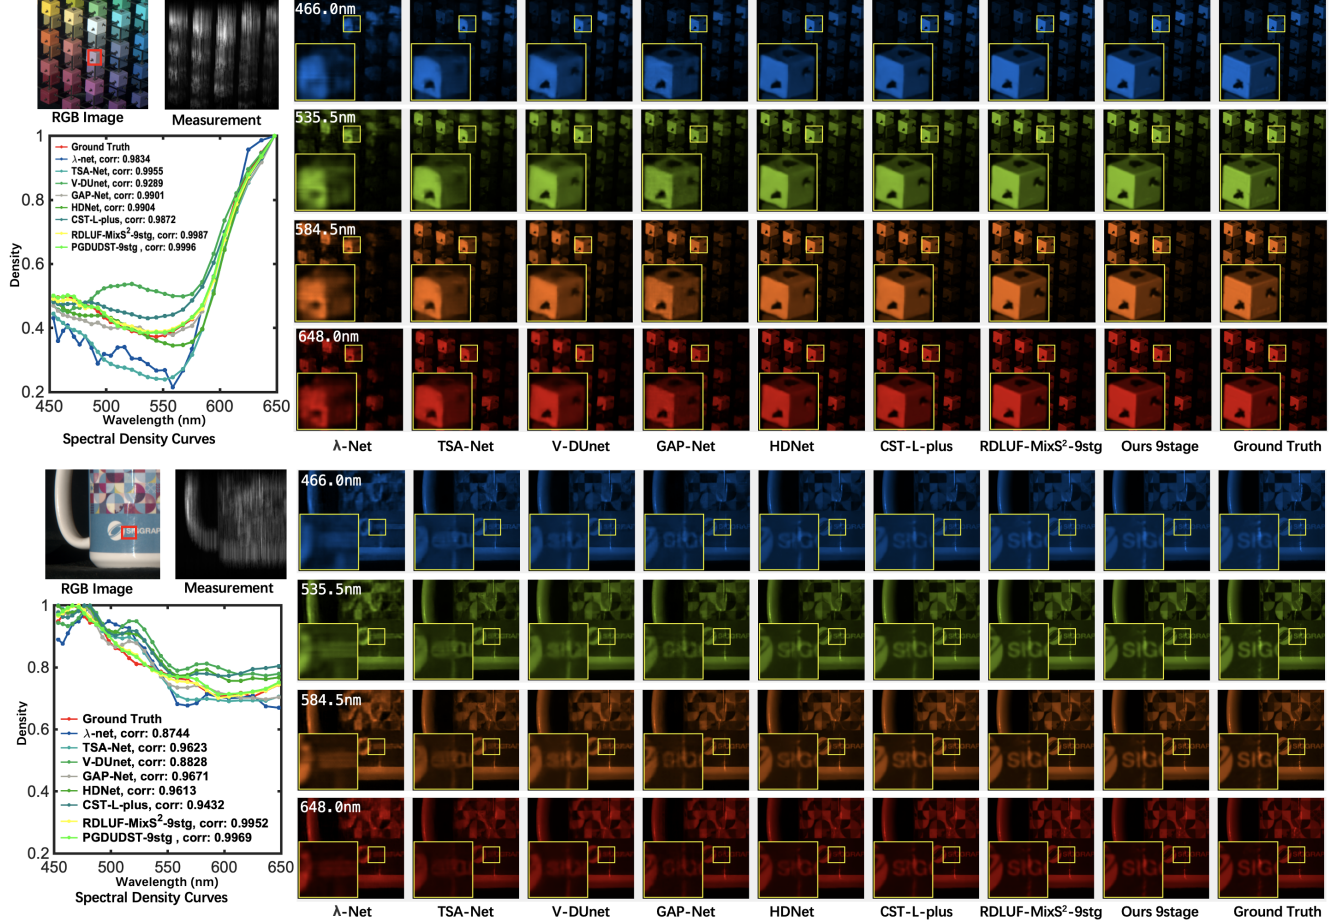 RGB Image
Measurement
1
0.8
0.6
0.4
0.2
Density
Ground Truth
λ-net, corr: 0.9834
TSA-Net, corr: 0.9955
V-DUnet, corr: 0.9289
GAP-Net, corr: 0.9901
HDNet, corr: 0.9904
CST-L-plus, corr: 0.9872
RDLUF-MixS²-9stg, corr: 0.9987
PGDUDST-9stg , corr: 0.9996
450 500 550 600 650
Wavelength (nm)
Spectral Density Curves
466.0nm
535.5nm
584.5nm
648.0nm
λ-Net TSA-Net V-DUnet GAP-Net HDNet CST-L-plus RDLUF-MixS²-9stg Ours 9stage Ground Truth
RGB Image
Measurement
1
0.8
0.6
0.4
0.2
Density
Ground Truth
λ-net, corr: 0.8744
TSA-Net, corr: 0.9623
V-DUnet, corr: 0.8828
GAP-Net, corr: 0.9671
HDNet, corr: 0.9613
CST-L-plus, corr: 0.9432
RDLUF-MixS²-9stg, corr: 0.9952
PGDUDST-9stg , corr: 0.9969
450 500 550 600 650
Wavelength (nm)
Spectral Density Curves
466.0nm
535.5nm
584.5nm
648.0nm
λ-Net TSA-Net V-DUnet GAP-Net HDNet CST-L-plus RDLUF-MixS²-9stg Ours 9stage Ground Truth